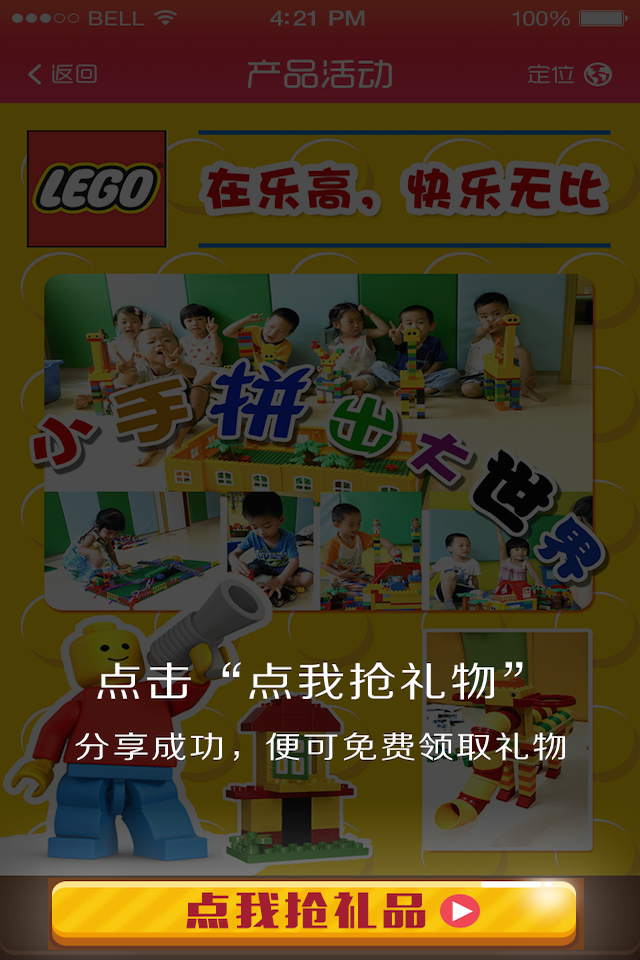 BELL 4:21 PM 100%
返回 产品活动 定位
LEGO
在乐高，快乐无比
小手拼出大世界
点击“点我抢礼物”
分享成功，便可免费领取礼物
点我抢礼品